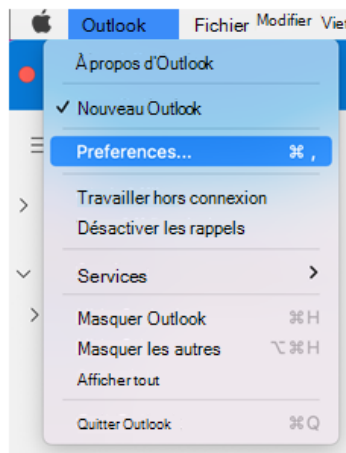 Outlook Fichier Modifier
À propos d'Outlook
✓ Nouveau Outlook
Preferences... ⌘ ,
Travailler hors connexion
Désactiver les rappels
Services >
Masquer Outlook ⌘H
Masquer les autres ⌥⌘H
Afficher tout
Quitter Outlook ⌘Q